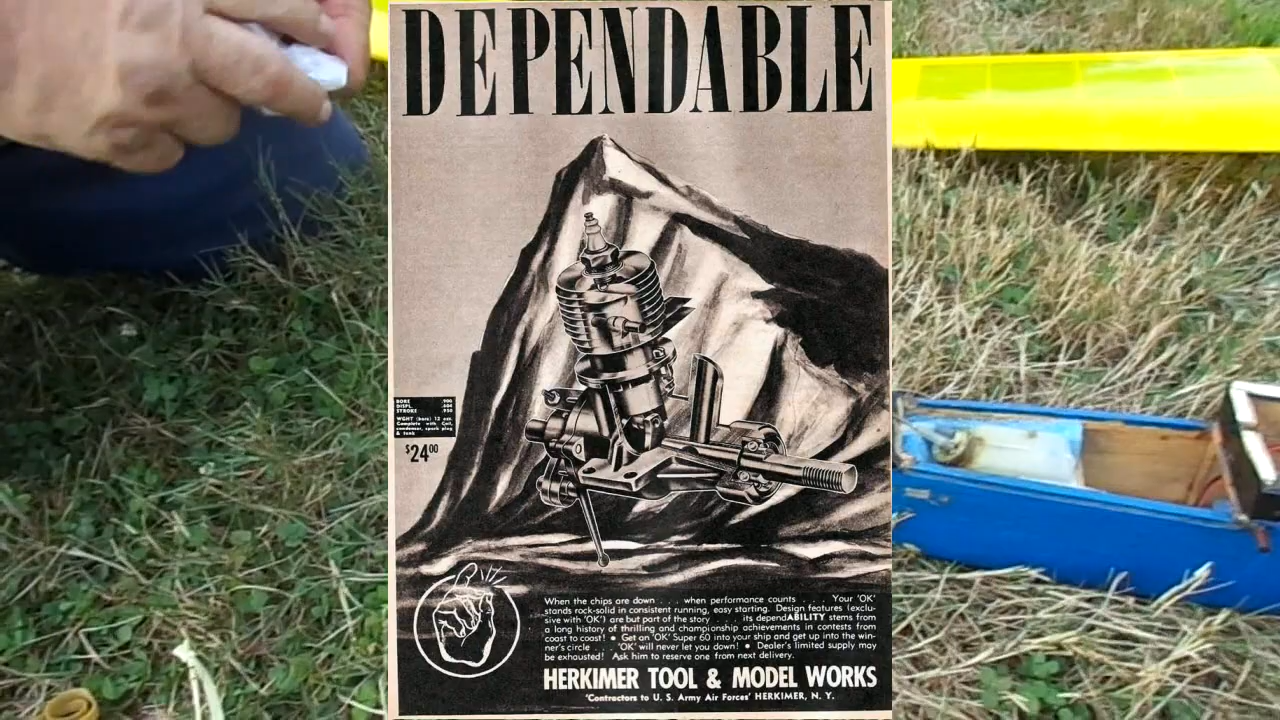 DEPENDABLE
BORE .900
DISPL. .604
STROKE .950
WGHT (bare) 13 ozs.
Complete with Coil,
condenser, spark plug
& tank
$24.00
When the chips are down . . . when performance counts . . . . Your 'OK'
stands rock-solid in consistent running, easy starting. Design features (exclu-
sive with 'OK') are but part of the story . . . . its dependABILITY stems from
a long history of thrilling and championship achievements in contests from
coast to coast! • Get an 'OK' Super 60 into your ship and get up into the win-
ner's circle . . . 'OK' will never let you down! • Dealer's limited supply may
be exhausted! Ask him to reserve one from next delivery.
HERKIMER TOOL & MODEL WORKS
'Contractors to U. S. Army Air Forces' HERKIMER, N. Y.